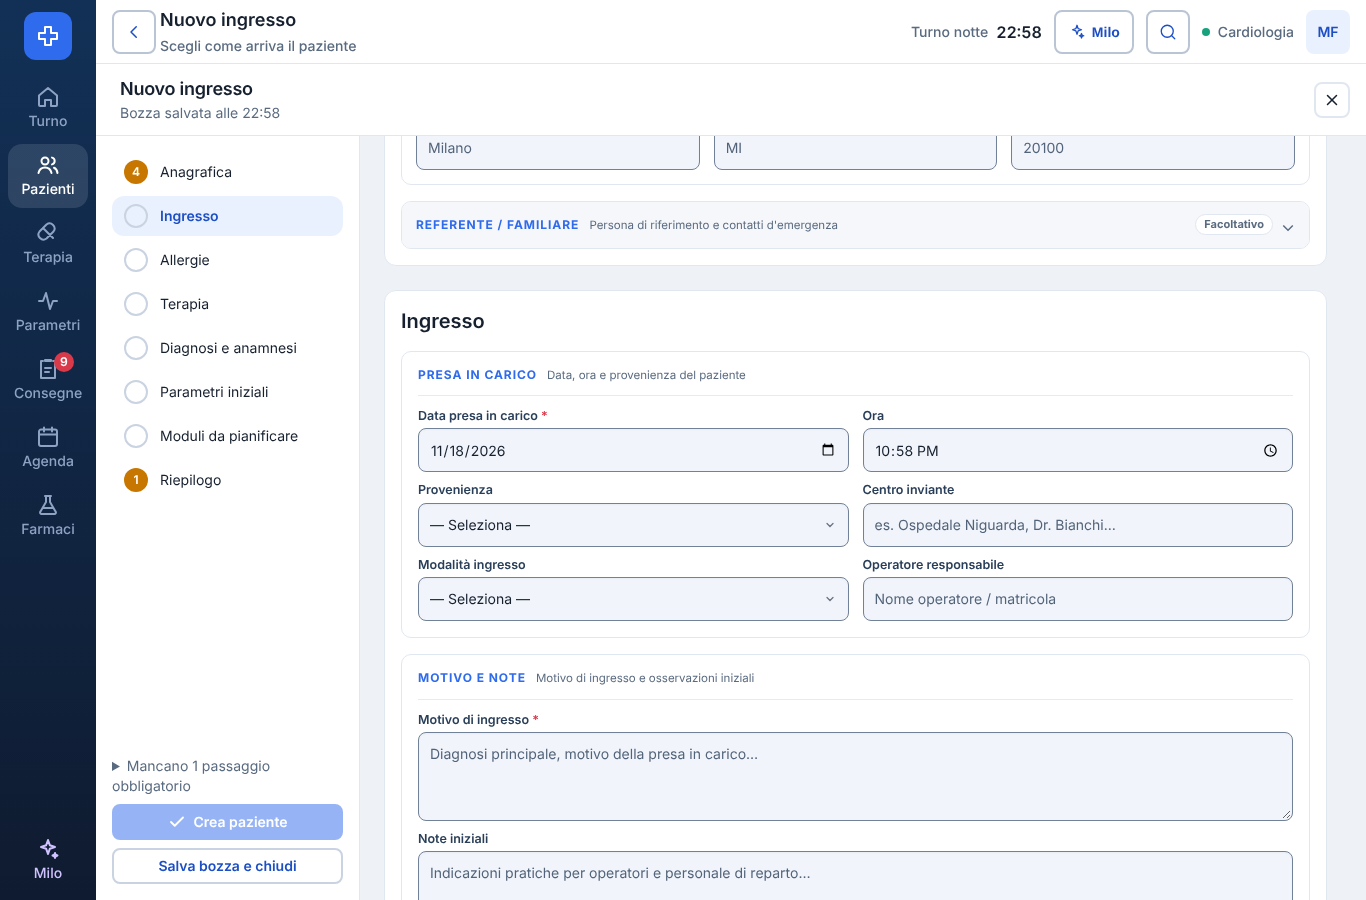 Nuovo ingresso
Scegli come arriva il paziente
Turno notte 22:58
Milo
Cardiologia
MF
Turno
Pazienti
Terapia
Parametri
9
Consegne
Agenda
Farmaci
Milo
Nuovo ingresso
Bozza salvata alle 22:58
4 Anagrafica
Ingresso
Allergie
Terapia
Diagnosi e anamnesi
Parametri iniziali
Moduli da pianificare
1 Riepilogo
Mancano 1 passaggio
obbligatorio
Crea paziente
Salva bozza e chiudi
Milano MI 20100
REFERENTE / FAMILIARE Persona di riferimento e contatti d'emergenza Facoltativo
Ingresso
PRESA IN CARICO Data, ora e provenienza del paziente
Data presa in carico * Ora
11/18/2026 10:58 PM
Provenienza Centro inviante
— Seleziona — es. Ospedale Niguarda, Dr. Bianchi...
Modalità ingresso Operatore responsabile
— Seleziona — Nome operatore / matricola
MOTIVO E NOTE Motivo di ingresso e osservazioni iniziali
Motivo di ingresso *
Diagnosi principale, motivo della presa in carico...
Note iniziali
Indicazioni pratiche per operatori e personale di reparto...